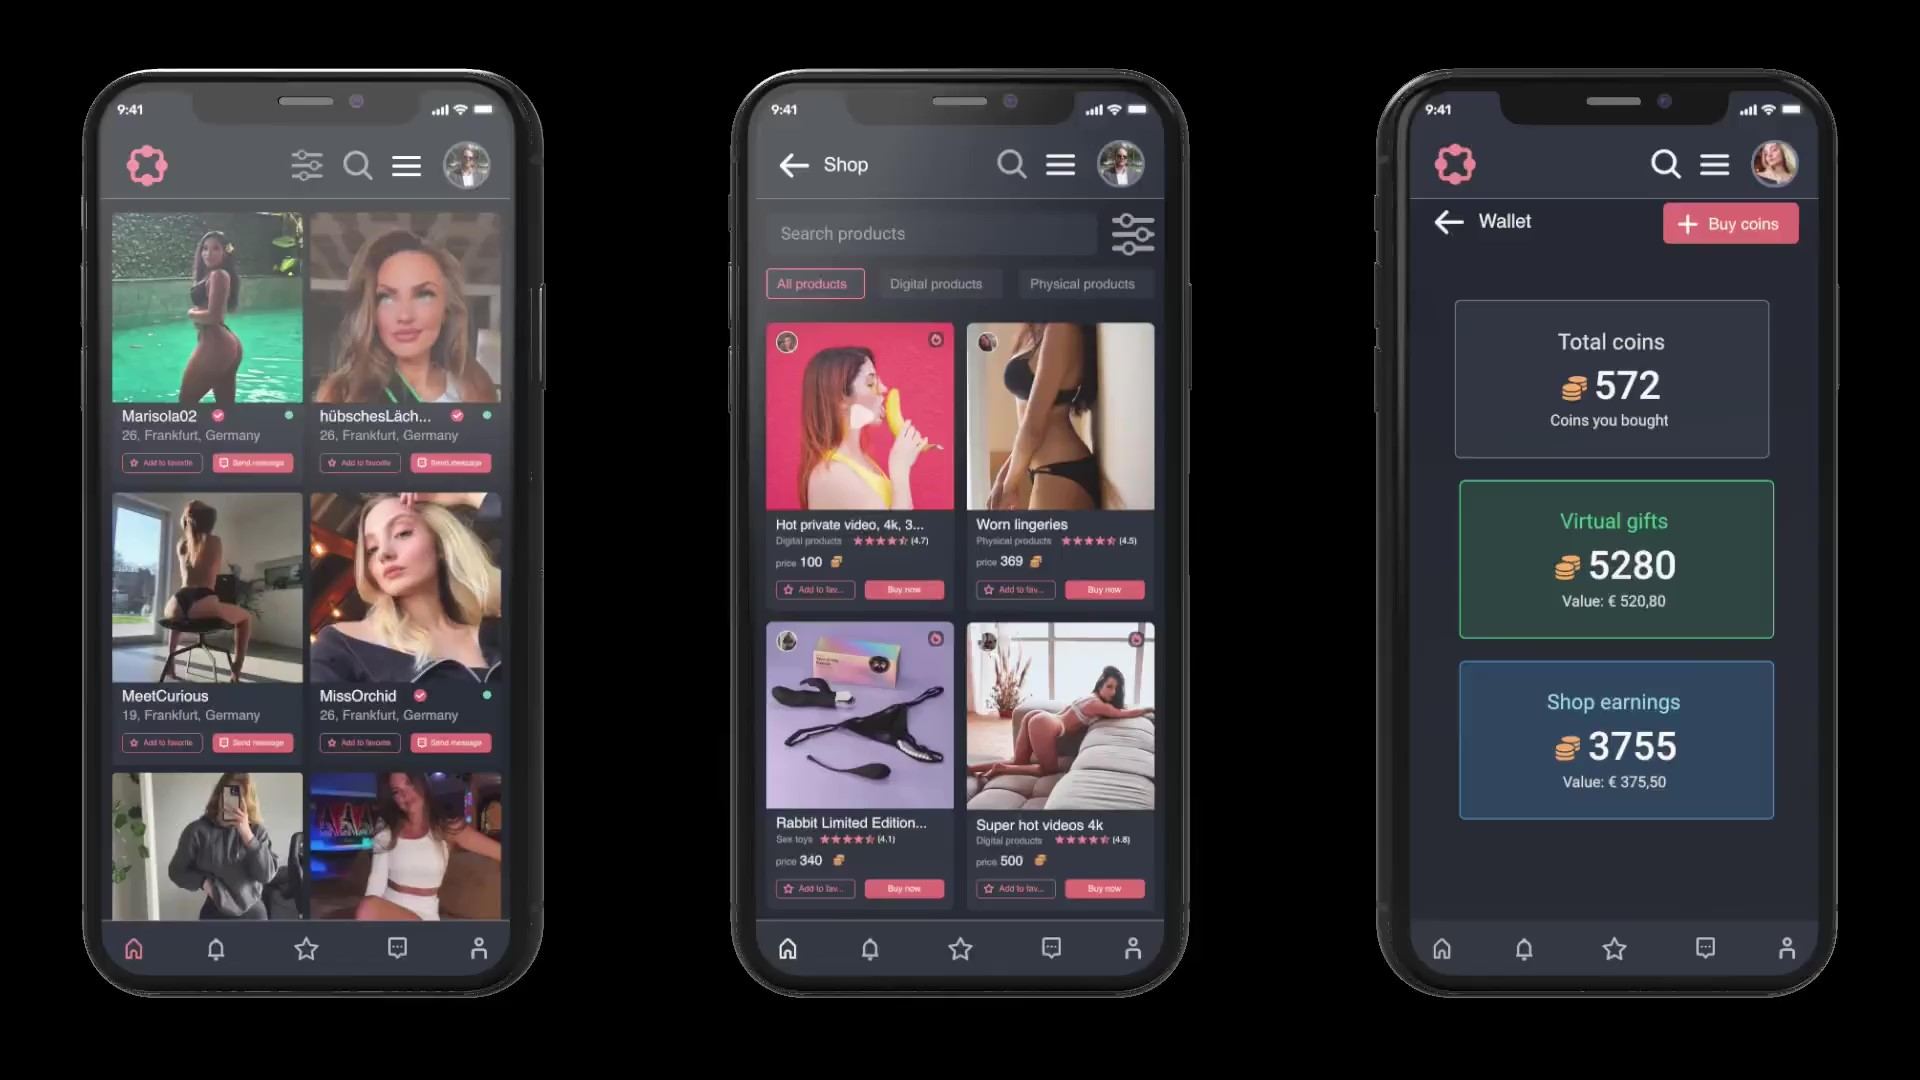 9:41
Marisola02
26, Frankfurt, Germany
Add to favorite
Send message
hübschesLäch...
26, Frankfurt, Germany
Add to favorite
Send message
MeetCurious
19, Frankfurt, Germany
Add to favorite
Send message
MissOrchid
26, Frankfurt, Germany
Add to favorite
Send message
9:41
Shop
Search products
All products
Digital products
Physical products
Hot private video, 4k, 3...
Digital products (4.7)
price 100
Add to fav...
Buy now
Worn lingeries
Physical products (4.5)
price 369
Add to fav...
Buy now
Rabbit Limited Edition...
Sex toys (4.1)
price 340
Add to fav...
Buy now
Super hot videos 4k
Digital products (4.8)
price 500
Add to fav...
Buy now
9:41
Wallet
Buy coins
Total coins
572
Coins you bought
Virtual gifts
5280
Value: € 520,80
Shop earnings
3755
Value: € 375,50